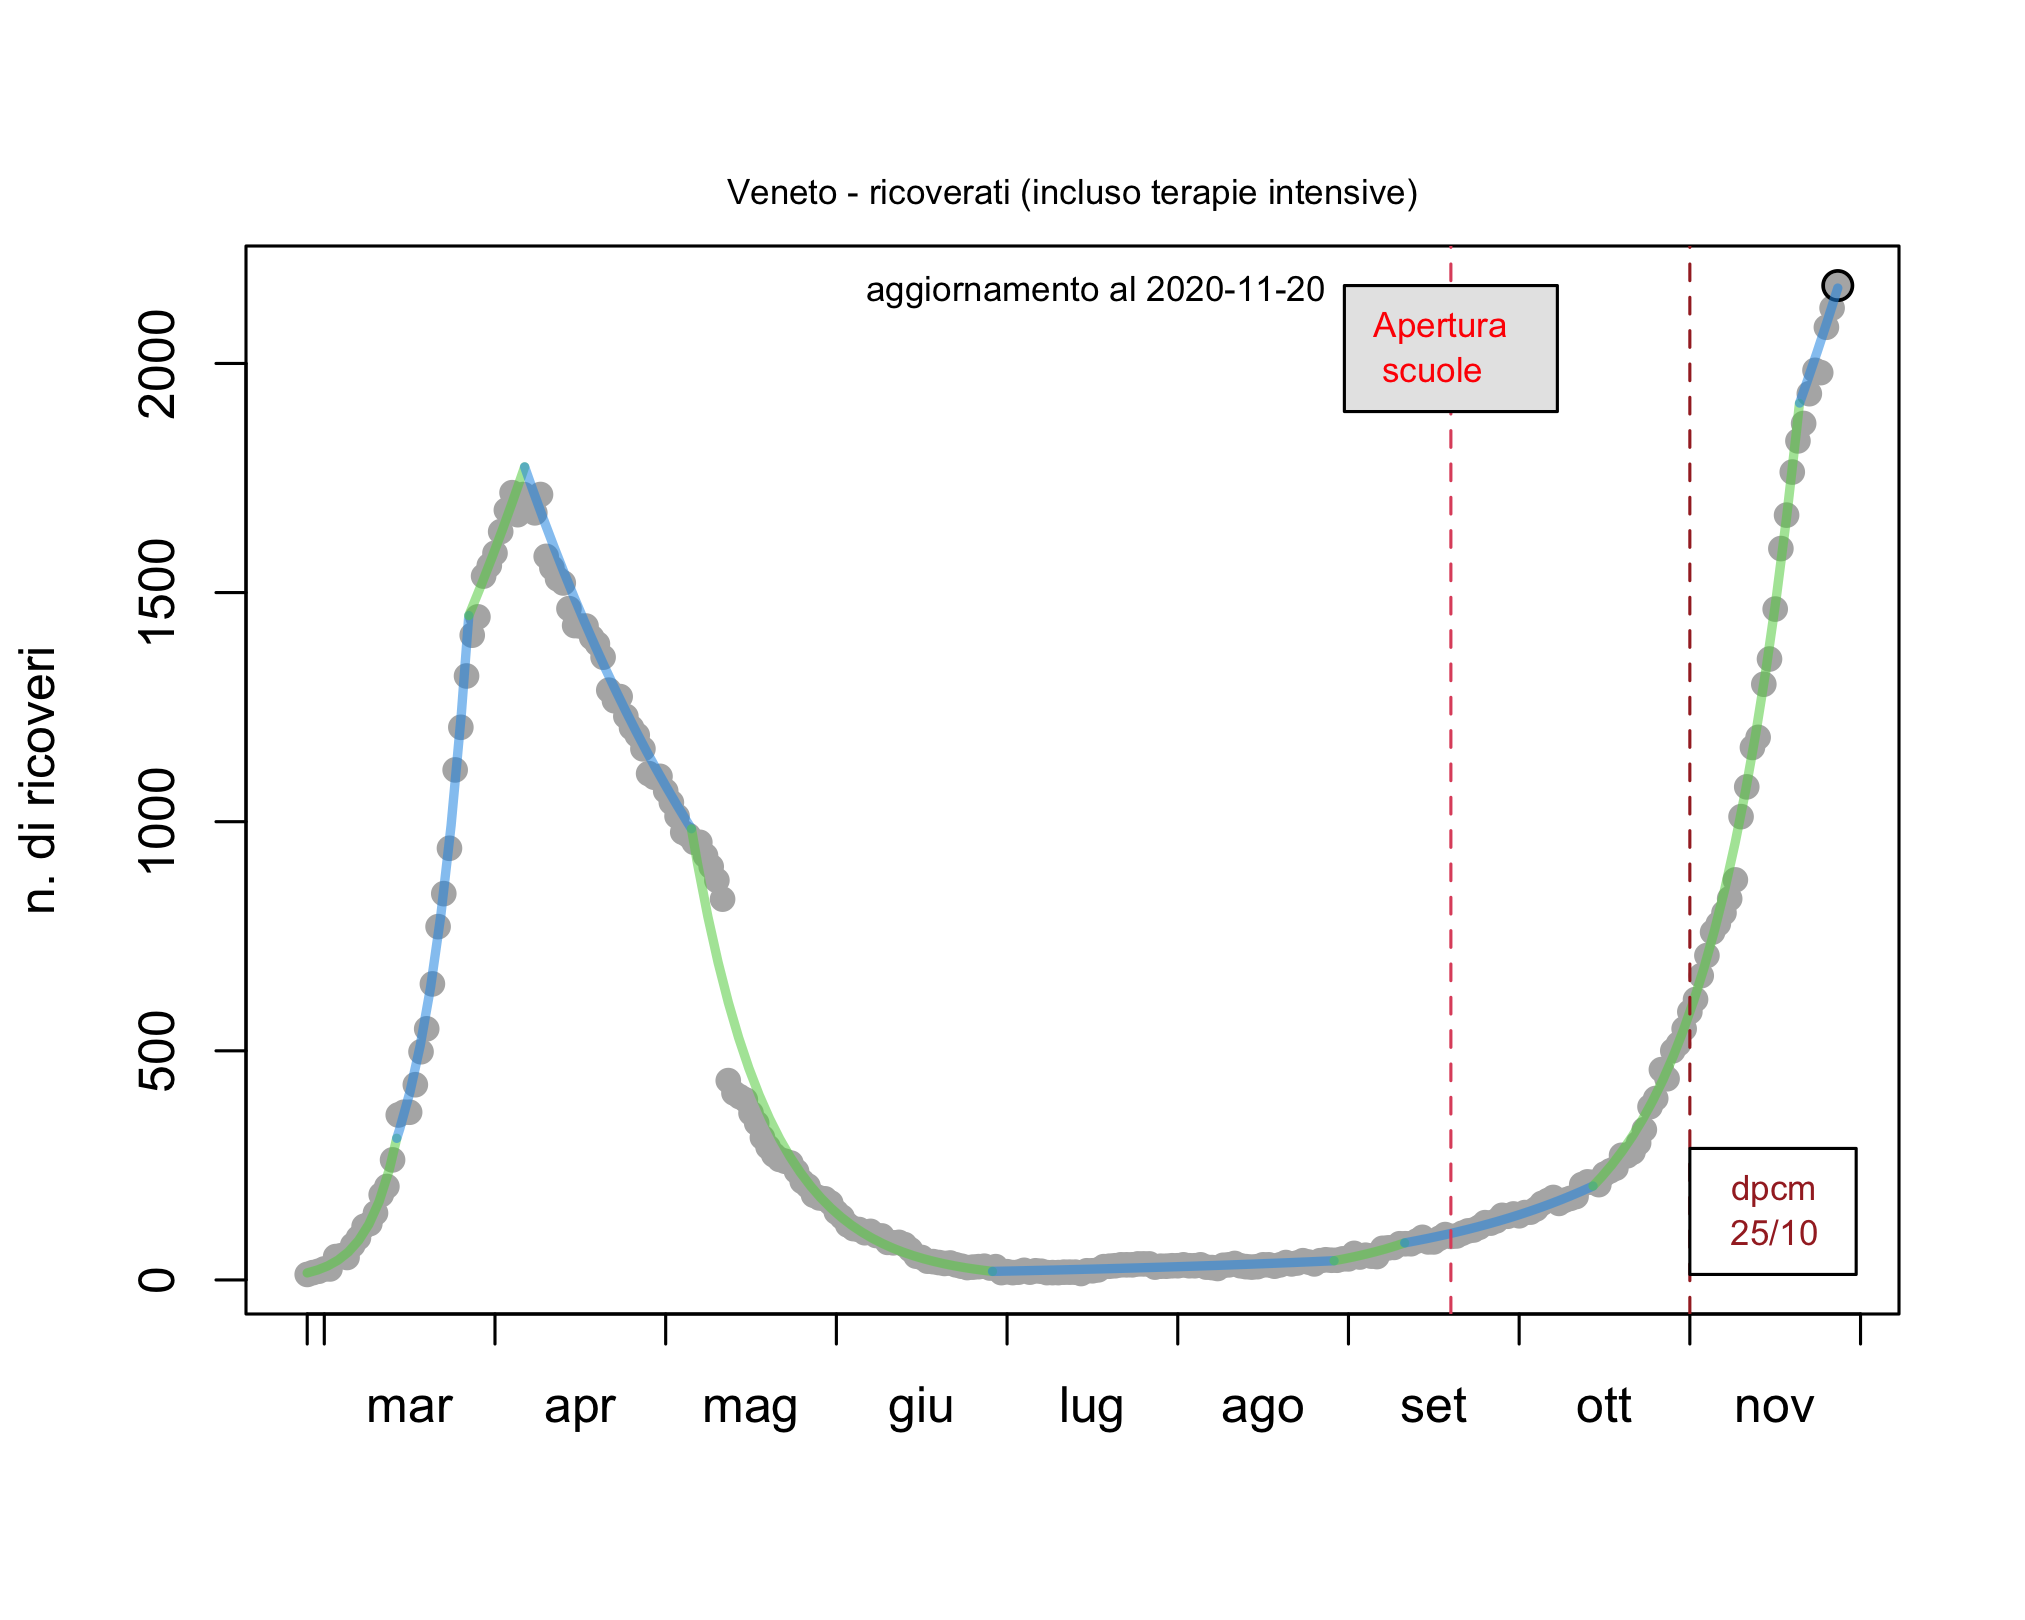 Veneto - ricoverati (incluso terapie intensive)
aggiornamento al 2020-11-20
Apertura
scuole
n. di ricoveri
2000
1500
1000
500
0
dpcm
25/10
mar apr mag giu lug ago set ott nov